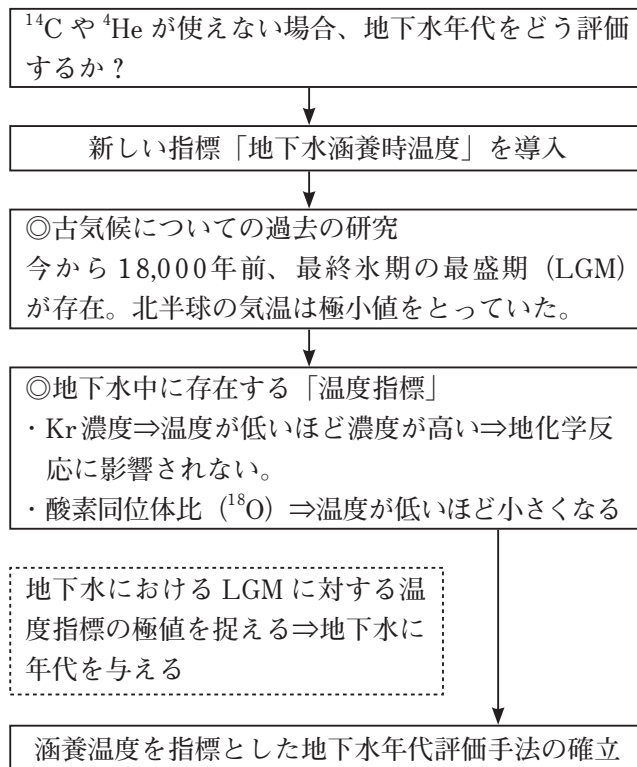 ¹⁴C や ⁴He が使えない場合、地下水年代をどう評価
するか？
新しい指標「地下水涵養時温度」を導入
◎古気候についての過去の研究
今から18,000年前、最終氷期の最盛期（LGM）
が存在。北半球の気温は極小値をとっていた。
◎地下水中に存在する「温度指標」
・Kr濃度⇒温度が低いほど濃度が高い⇒地化学反
応に影響されない。
・酸素同位体比（¹⁸O）⇒温度が低いほど小さくなる
地下水における LGM に対する温
度指標の極値を捉える⇒地下水に
年代を与える
涵養温度を指標とした地下水年代評価手法の確立